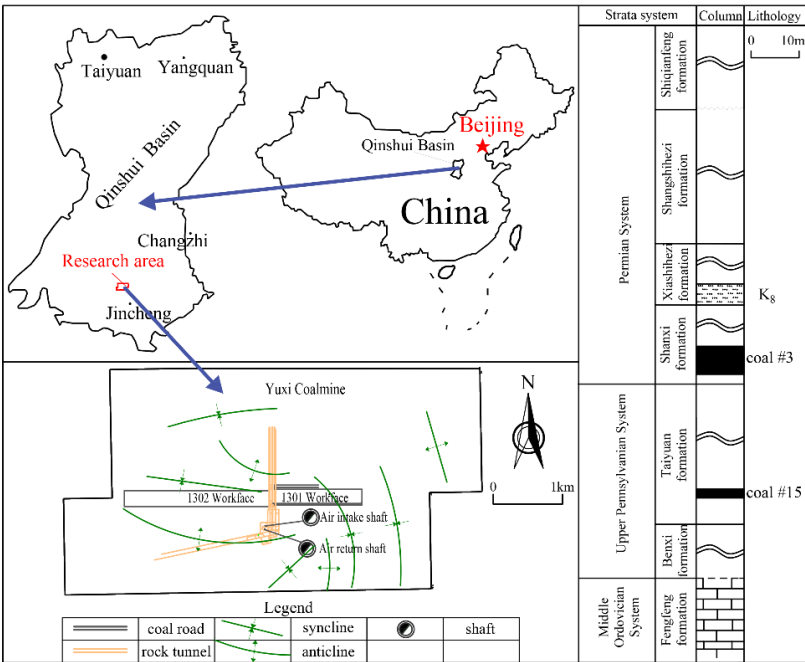 Taiyuan
Yangquan
Qinshui Basin
Changzhi
Research area
Jincheng
Beijing
Qinshui Basin
China
Yuxi Coalmine
N
1302 Workface
1301 Workface
Air intake shaft
Air return shaft
0 1km
Legend
coal road
syncline
shaft
rock tunnel
anticline
Strata system
Column
Lithology
0 10m
Permian System
Shiqianfeng
formation
Shangshihezi
formation
Xiashihezi
formation
K8
Shanxi
formation
coal #3
Upper Pennsylvanian System
Taiyuan
formation
coal #15
Benxi
formation
Middle
Ordovician
System
Fengfeng
formation